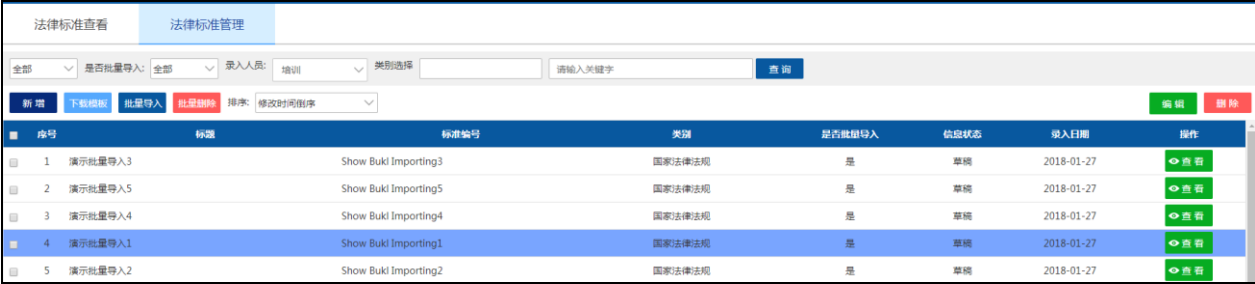 法律标准查看 法律标准管理
全部 是否批量导入: 全部 录入人员: 培训 类别选择 请输入关键字 查询
新增 下载模板 批量导入 批量删除 排序: 修改时间倒序 编辑 删除
序号 标题 标准编号 类别 是否批量导入 信息状态 录入日期 操作
1 演示批量导入3 Show Bukl Importing3 国家法律法规 是 草稿 2018-01-27 查看
2 演示批量导入5 Show Bukl Importing5 国家法律法规 是 草稿 2018-01-27 查看
3 演示批量导入4 Show Bukl Importing4 国家法律法规 是 草稿 2018-01-27 查看
4 演示批量导入1 Show Bukl Importing1 国家法律法规 是 草稿 2018-01-27 查看
5 演示批量导入2 Show Bukl Importing2 国家法律法规 是 草稿 2018-01-27 查看